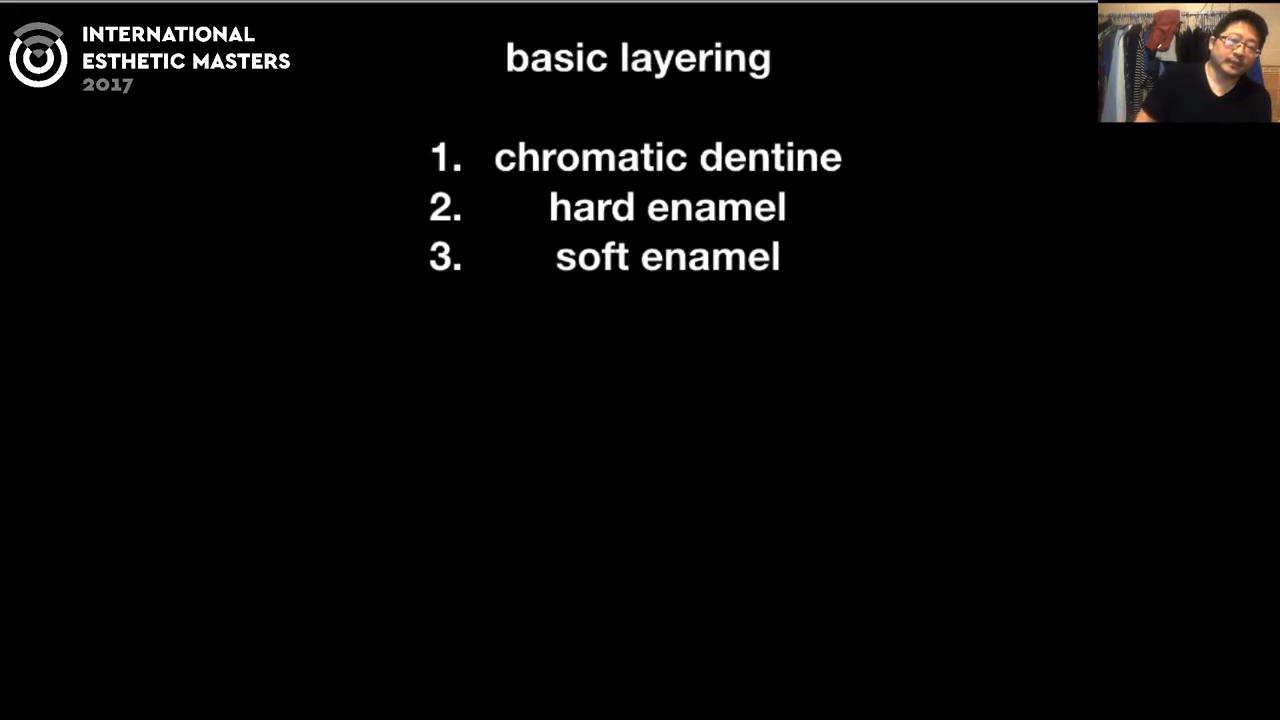 INTERNATIONAL
ESTHETIC MASTERS
2017
basic layering
1. chromatic dentine
2. hard enamel
3. soft enamel